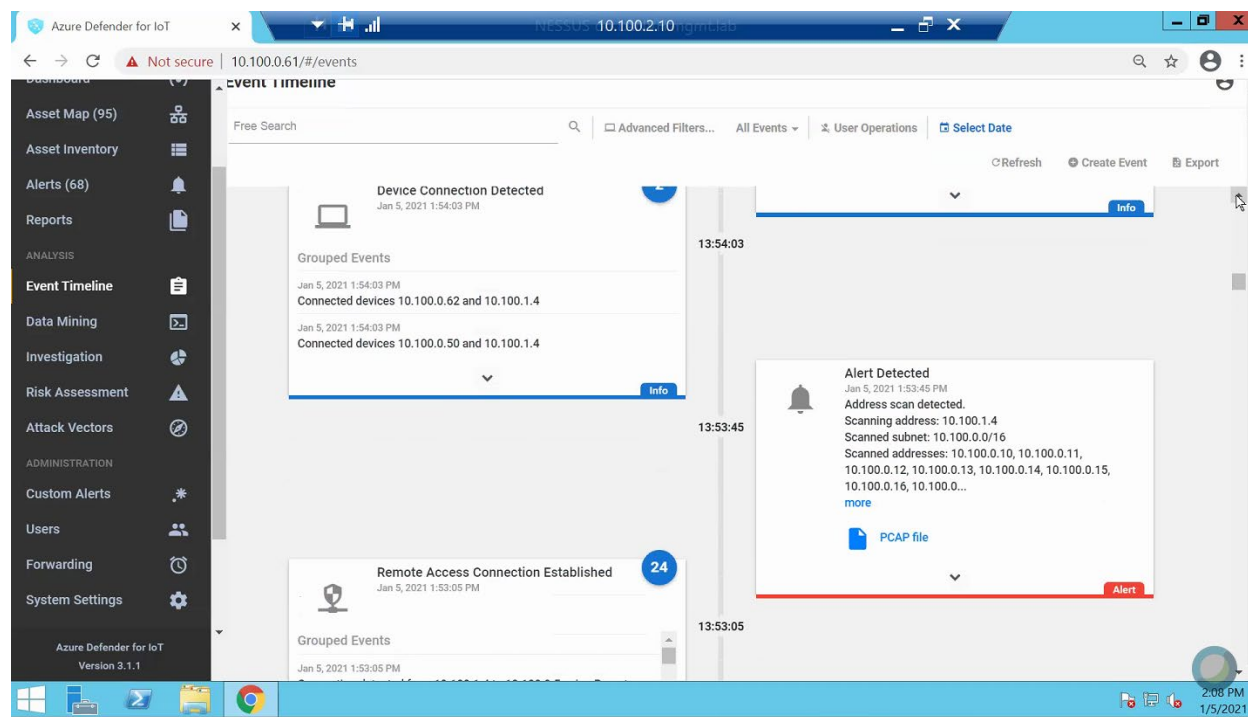 Azure Defender for IoT
NESSUS
10.100.2.10
mgmt.lab
Not secure | 10.100.0.61/#/events
Dashboard
Asset Map (95)
Asset Inventory
Alerts (68)
Reports
ANALYSIS
Event Timeline
Data Mining
Investigation
Risk Assessment
Attack Vectors
ADMINISTRATION
Custom Alerts
Users
Forwarding
System Settings
Azure Defender for IoT
Version 3.1.1
Event Timeline
Free Search
Advanced Filters...
All Events
User Operations
Select Date
Refresh
Create Event
Export
Device Connection Detected
Jan 5, 2021 1:54:03 PM
2
Grouped Events
Jan 5, 2021 1:54:03 PM
Connected devices 10.100.0.62 and 10.100.1.4
Jan 5, 2021 1:54:03 PM
Connected devices 10.100.0.50 and 10.100.1.4
Info
Info
13:54:03
13:53:45
Alert Detected
Jan 5, 2021 1:53:45 PM
Address scan detected.
Scanning address: 10.100.1.4
Scanned subnet: 10.100.0.0/16
Scanned addresses: 10.100.0.10, 10.100.0.11,
10.100.0.12, 10.100.0.13, 10.100.0.14, 10.100.0.15,
10.100.0.16, 10.100.0...
more
PCAP file
Alert
Remote Access Connection Established
Jan 5, 2021 1:53:05 PM
24
13:53:05
Grouped Events
Jan 5, 2021 1:53:05 PM
2:08 PM
1/5/2021